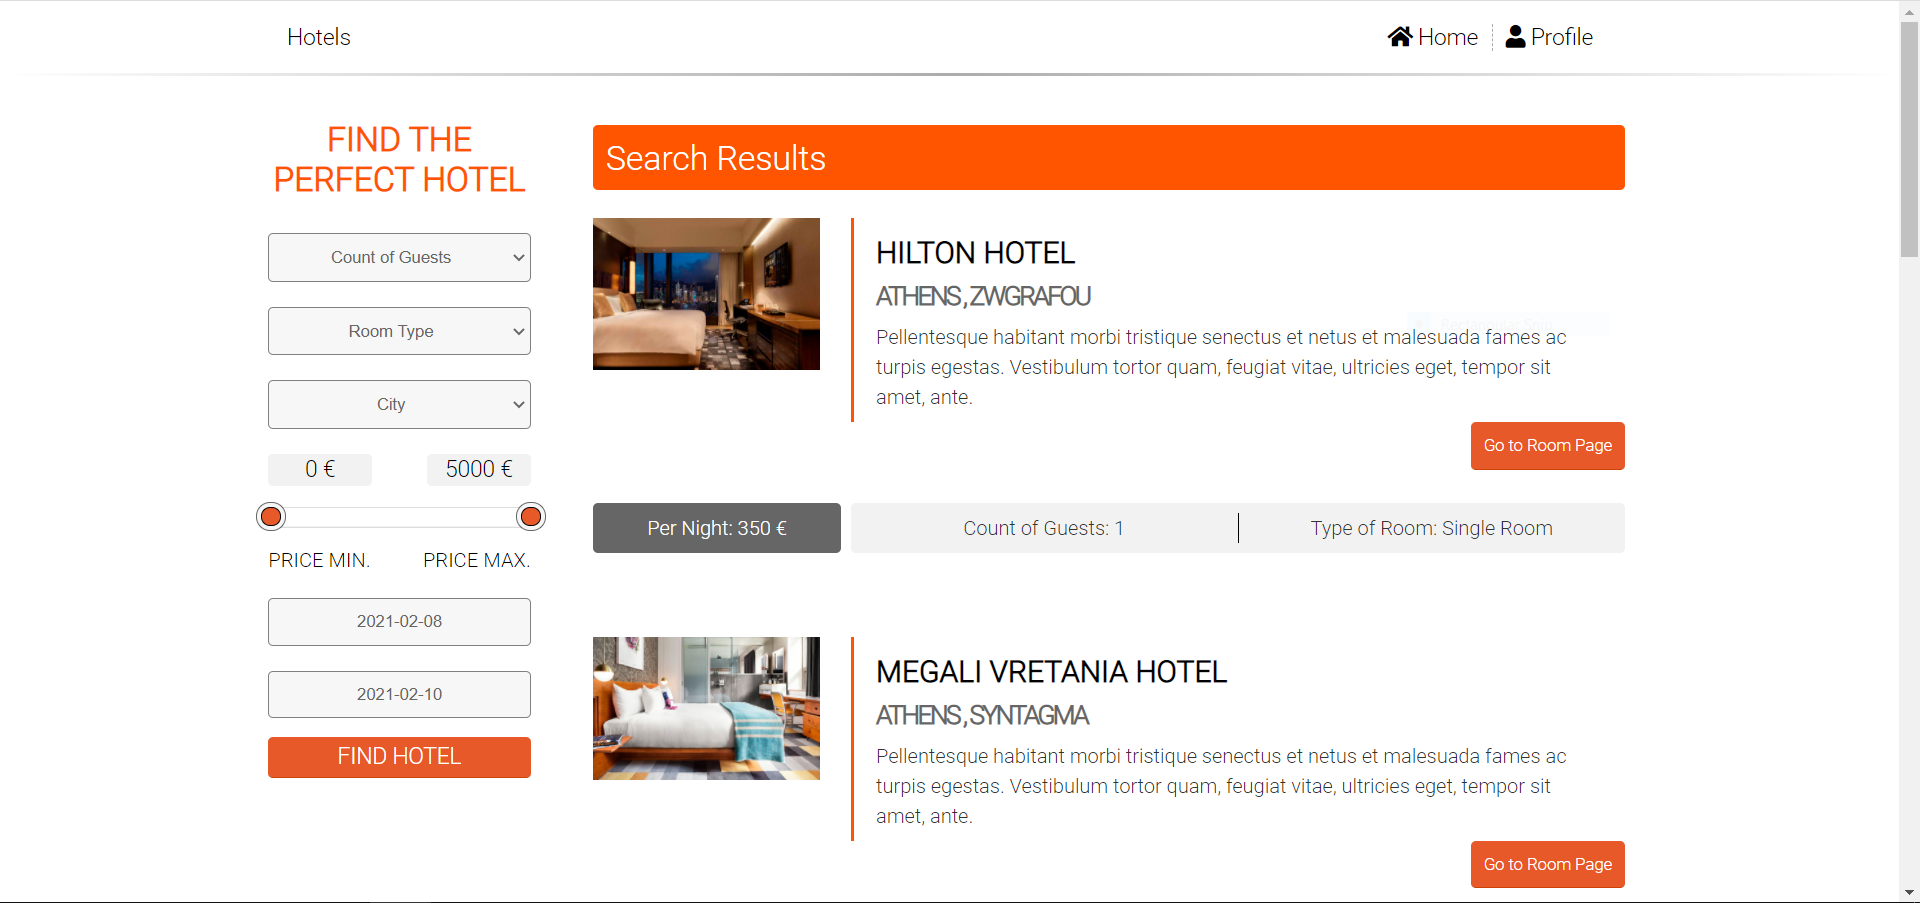 Hotels
Home
Profile
FIND THE
PERFECT HOTEL
Count of Guests
Room Type
City
0 €
5000 €
PRICE MIN.
PRICE MAX.
2021-02-08
2021-02-10
FIND HOTEL
Search Results
HILTON HOTEL
ATHENS, ZWGRAFOU
Pellentesque habitant morbi tristique senectus et netus et malesuada fames ac
turpis egestas. Vestibulum tortor quam, feugiat vitae, ultricies eget, tempor sit
amet, ante.
Go to Room Page
Per Night: 350 €
Count of Guests: 1
Type of Room: Single Room
MEGALI VRETANIA HOTEL
ATHENS, SYNTAGMA
Pellentesque habitant morbi tristique senectus et netus et malesuada fames ac
turpis egestas. Vestibulum tortor quam, feugiat vitae, ultricies eget, tempor sit
amet, ante.
Go to Room Page